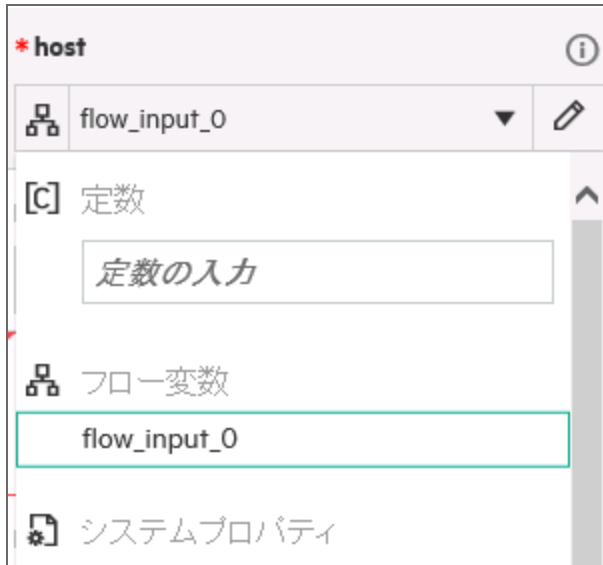 * host
flow_input_0
[C] 定数
定数の入力
フロー変数
flow_input_0
システムプロパティ